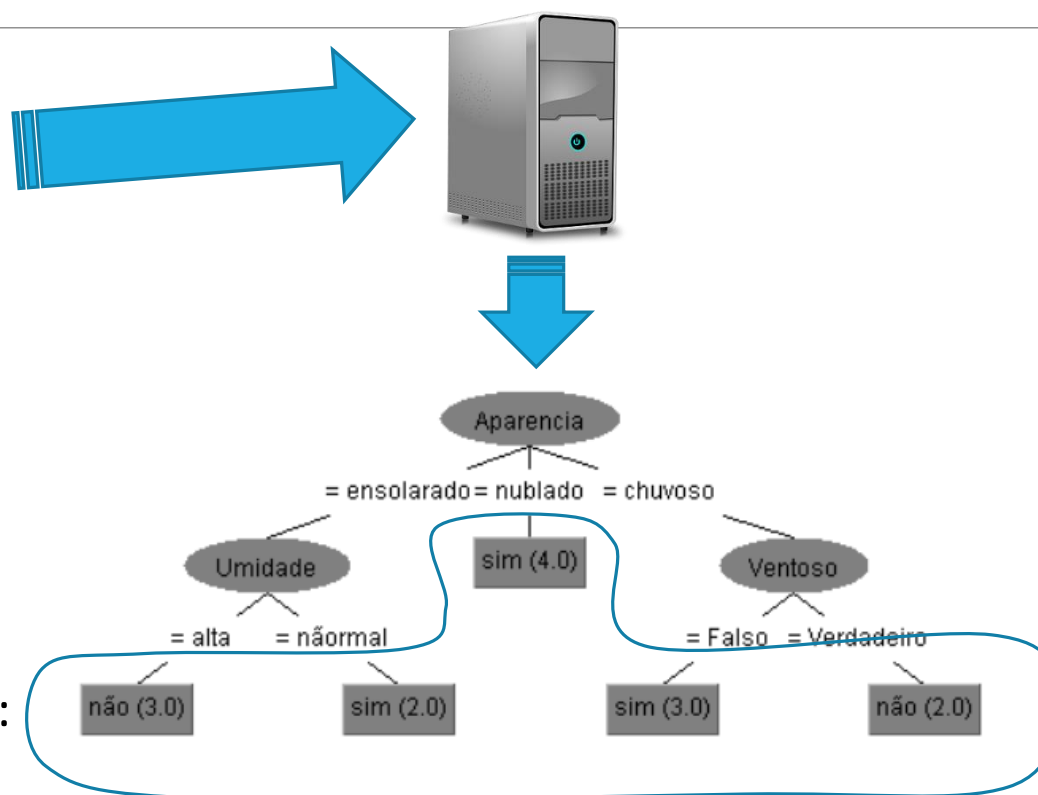 Aparencia
= ensolarado = nublado = chuvoso
Umidade
sim (4.0)
Ventoso
= alta = nãormal
= Falso = Verdadeiro
:
não (3.0) sim (2.0) sim (3.0) não (2.0)